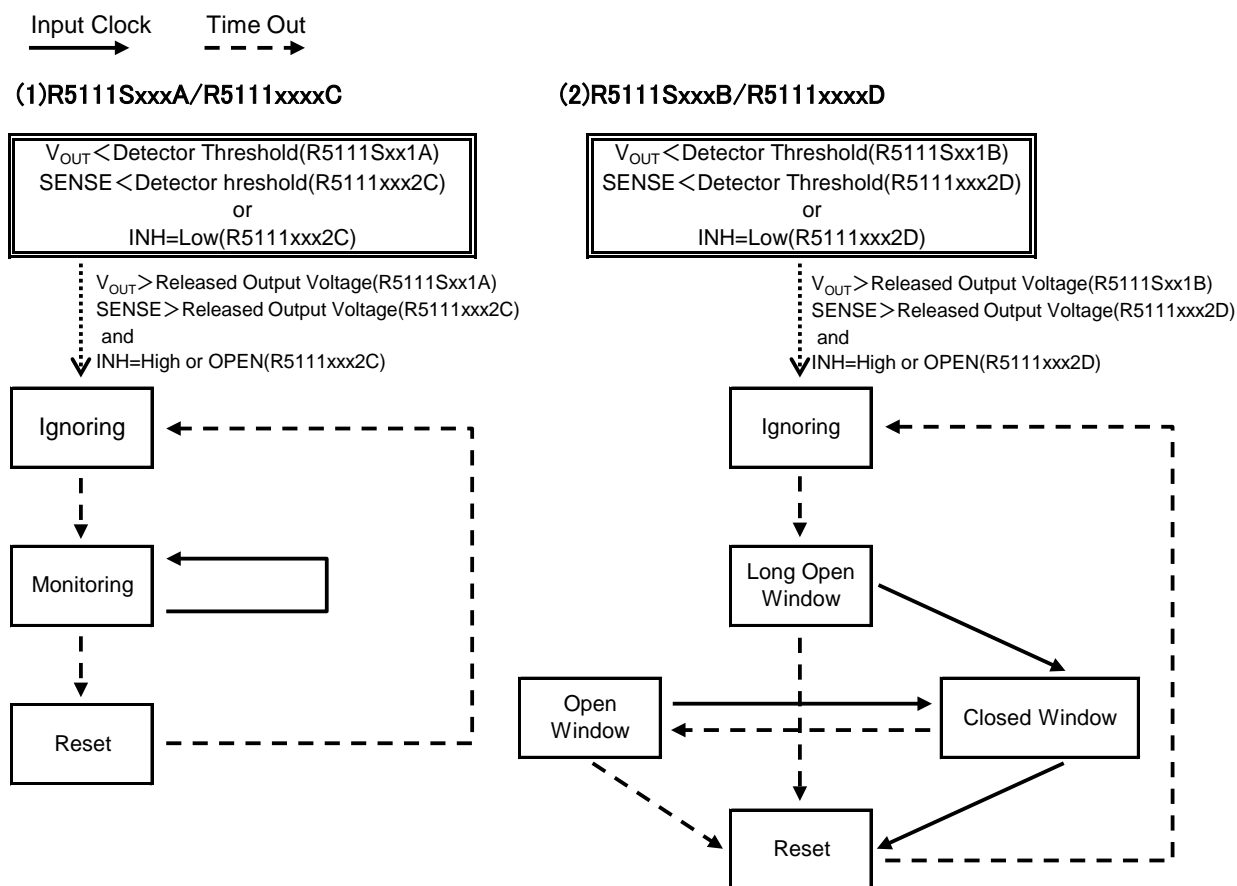 Input Clock
Time Out
(1)R5111SxxxA/R5111xxxxC
VOUT<Detector Threshold(R5111Sxx1A)
SENSE<Detector hreshold(R5111xxx2C)
or
INH=Low(R5111xxx2C)
VOUT>Released Output Voltage(R5111Sxx1A)
SENSE>Released Output Voltage(R5111xxx2C)
and
INH=High or OPEN(R5111xxx2C)
Ignoring
Monitoring
Reset
(2)R5111SxxxB/R5111xxxxD
VOUT<Detector Threshold(R5111Sxx1B)
SENSE<Detector Threshold(R5111xxx2D)
or
INH=Low(R5111xxx2D)
VOUT>Released Output Voltage(R5111Sxx1B)
SENSE>Released Output Voltage(R5111xxx2D)
and
INH=High or OPEN(R5111xxx2D)
Ignoring
Long Open
Window
Open
Window
Closed Window
Reset